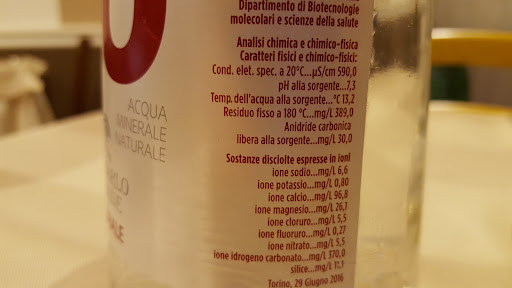 Dipartimento di Biotecnologie
molecolari e scienze della salute
Analisi chimica e chimico-fisica
Caratteri fisici e chimico-fisici:
Cond. elet. spec. a 20°C...µS/cm 590,0
pH alla sorgente...7,3
Temp. dell'acqua alla sorgente...°C 13,2
Residuo fisso a 180 °C...mg/L 389,0
Anidride carbonica
libera alla sorgente...mg/L 30,0
Sostanze disciolte espresse in ioni
ione sodio...mg/L 6,6
ione potassio...mg/L 0,80
ione calcio...mg/L 96,8
ione magnesio...mg/L 26,1
ione cloruro...mg/L 5,5
ione fluoruro...mg/L 0,27
ione nitrato...mg/L 5,5
ione idrogeno carbonato...mg/L 370,0
silice...mg/L
Torino, 29 Giugno 2016
ACQUA
MINERALE
NATURALE